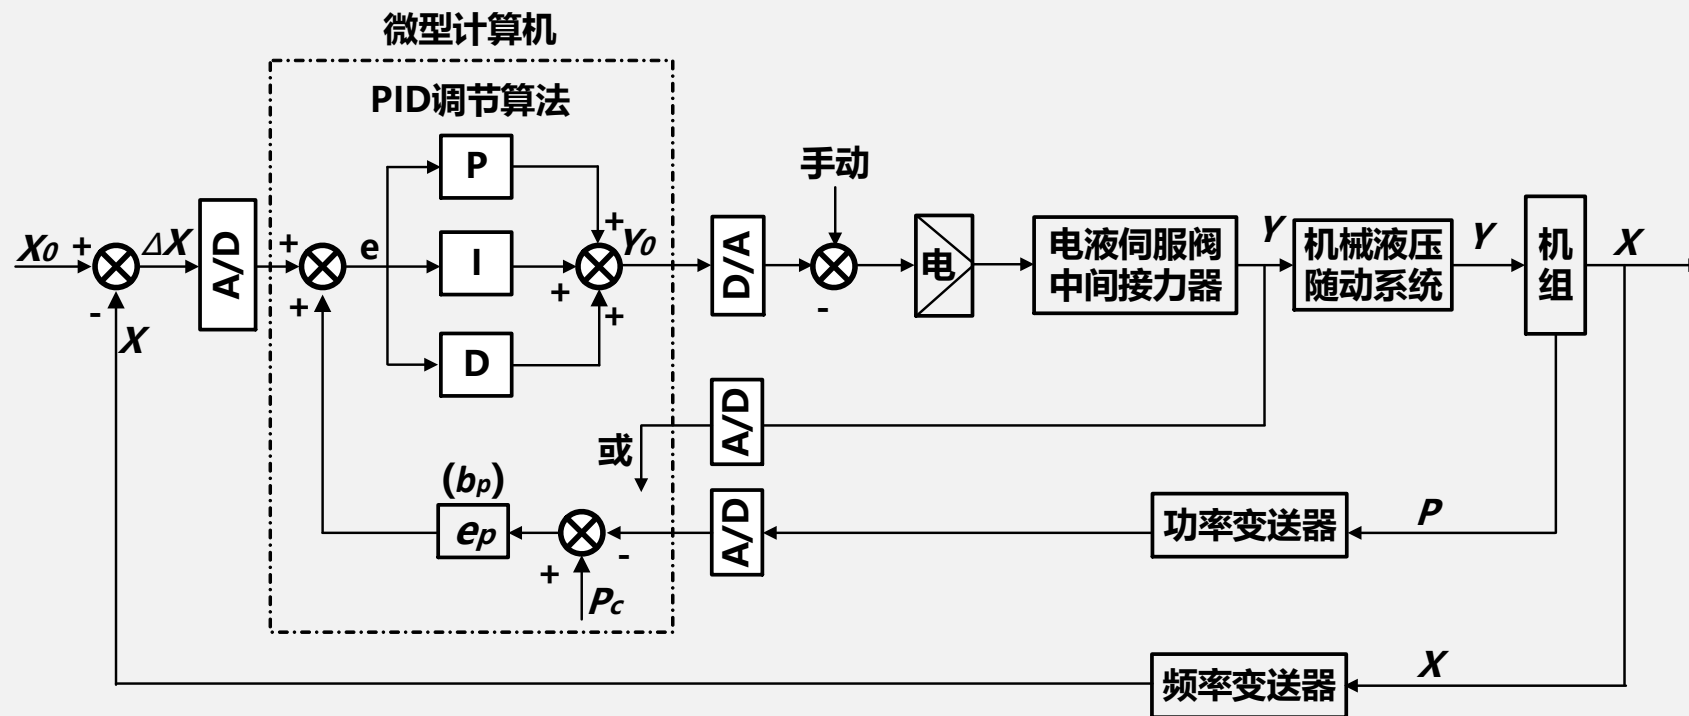 微型计算机
PID调节算法
P
手动
X0
+
ΔX
A/D
+
e
I
+
Y0
D/A
电
电液伺服阀
中间接力器
Y
机械液压
随动系统
Y
机
组
X
-
X
+
+
+
-
D
A/D
或
(bp)
ep
-
A/D
功率变送器
P
+
Pc
频率变送器
X